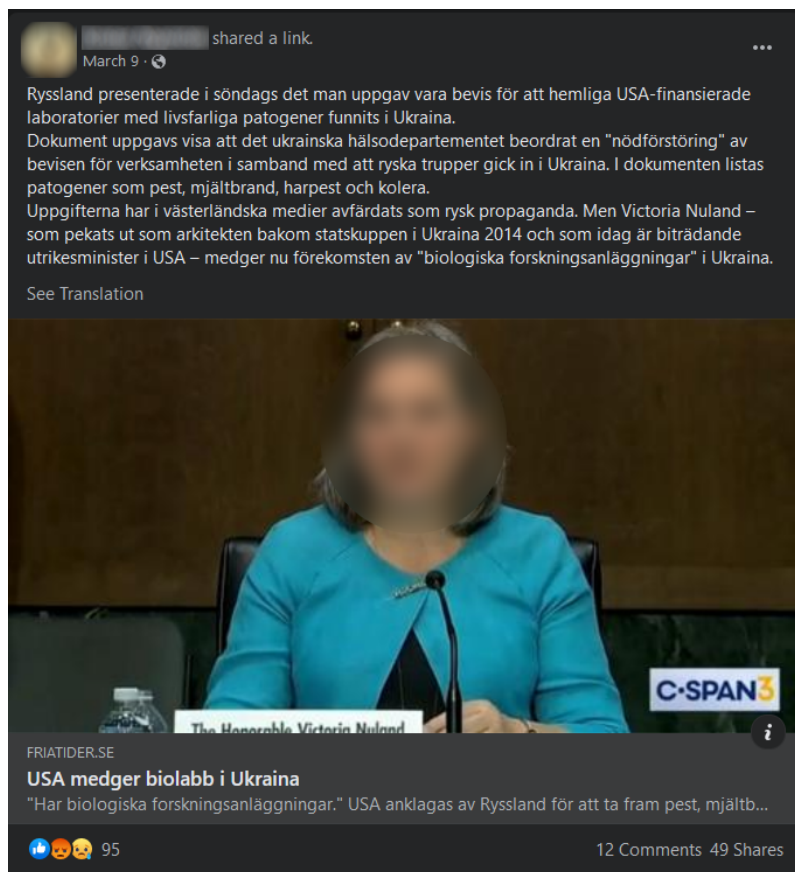 shared a link.
March 9 ·
Ryssland presenterade i söndags det man uppgav vara bevis för att hemliga USA-finansierade
laboratorier med livsfarliga patogener funnits i Ukraina.
Dokument uppgavs visa att det ukrainska hälsodepartementet beordrat en "nödförstöring" av
bevisen för verksamheten i samband med att ryska trupper gick in i Ukraina. I dokumenten listas
patogener som pest, mjältbrand, harpest och kolera.
Uppgifterna har i västerländska medier avfärdats som rysk propaganda. Men Victoria Nuland –
som pekats ut som arkitekten bakom statskuppen i Ukraina 2014 och som idag är biträdande
utrikesminister i USA – medger nu förekomsten av "biologiska forskningsanläggningar" i Ukraina.
See Translation
C-SPAN3
The Honorable Victoria Nuland
FRIATIDER.SE
USA medger biolabb i Ukraina
"Har biologiska forskningsanläggningar." USA anklagas av Ryssland för att ta fram pest, mjältb...
95
12 Comments 49 Shares